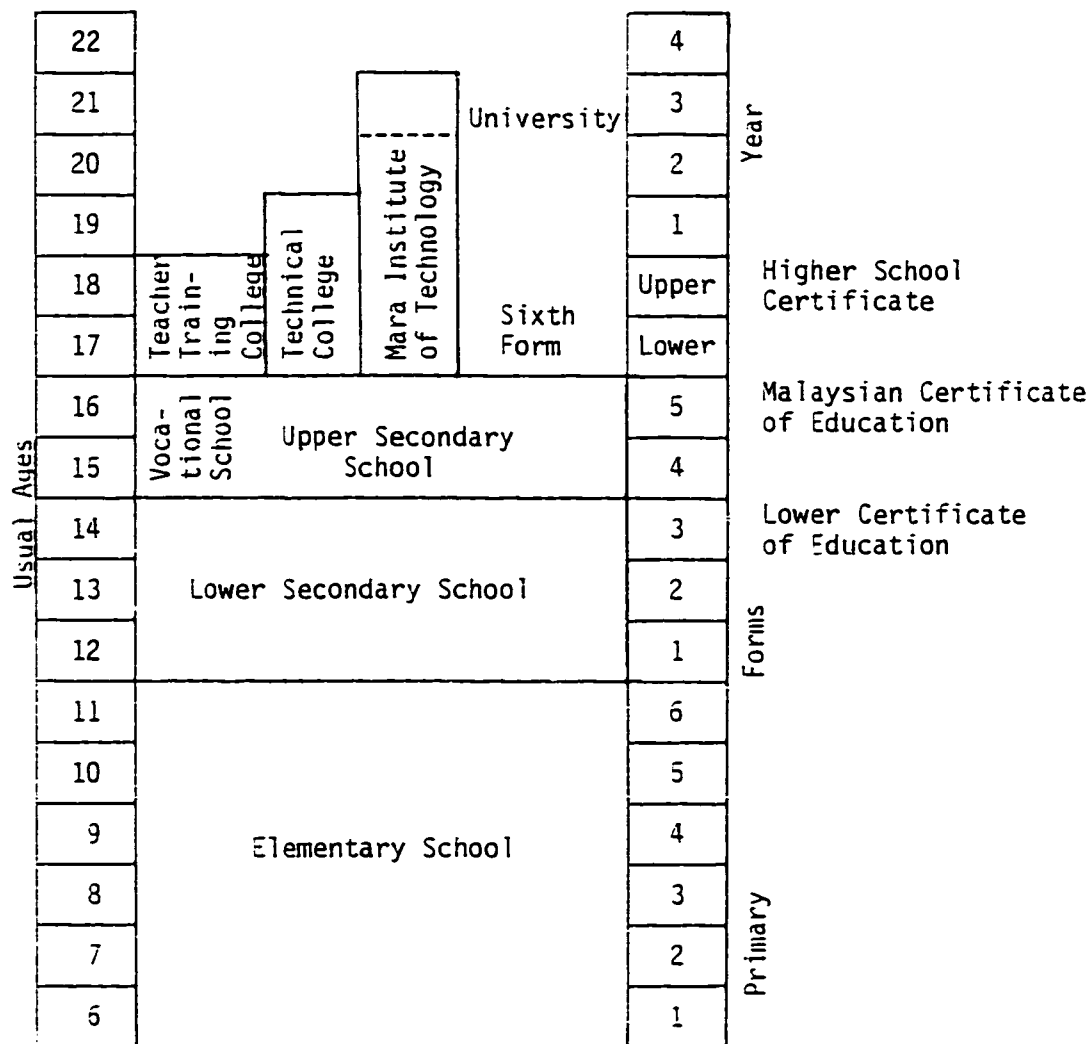 22
4
21
University
3
20
2
Year
19
1
18
Upper
Higher School
Certificate
17
Teacher
Train-
ing
College
Technical
College
Mara Institute
of Technology
Sixth
Form
Lower
16
5
Malaysian Certificate
of Education
Voca-
tional
School
Upper Secondary
School
15
4
Usual Ages
14
3
Lower Certificate
of Education
13
Lower Secondary School
2
12
1
Forms
11
6
10
5
9
Elementary School
4
8
3
7
2
Primary
6
1